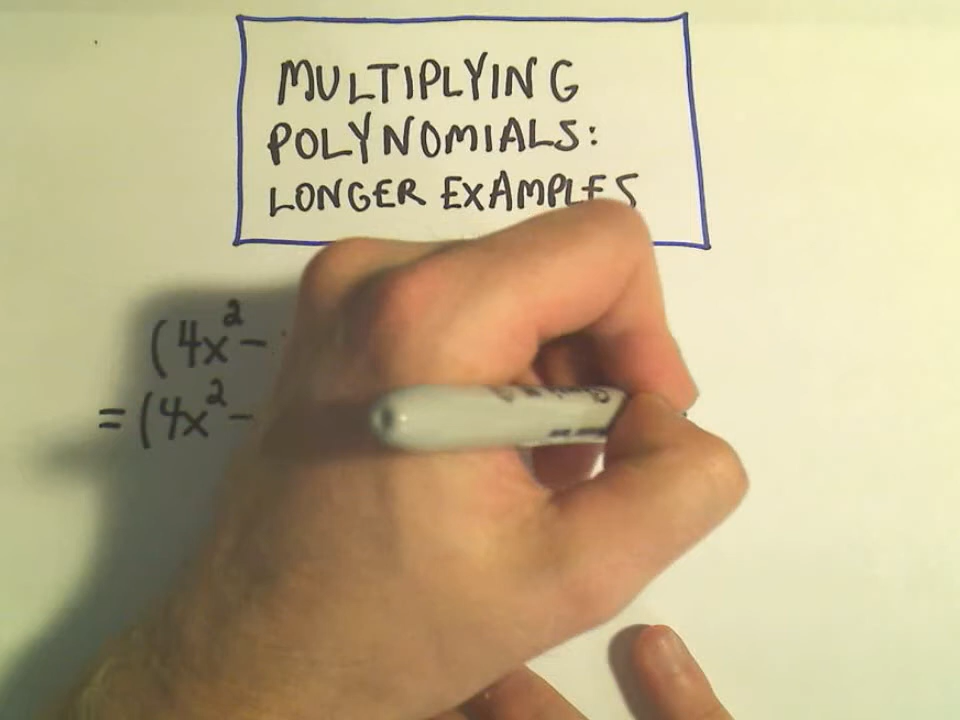 MULTIPLYING
POLYNOMIALS:
LONGER EXAMPLES
(4x² -
= (4x² -